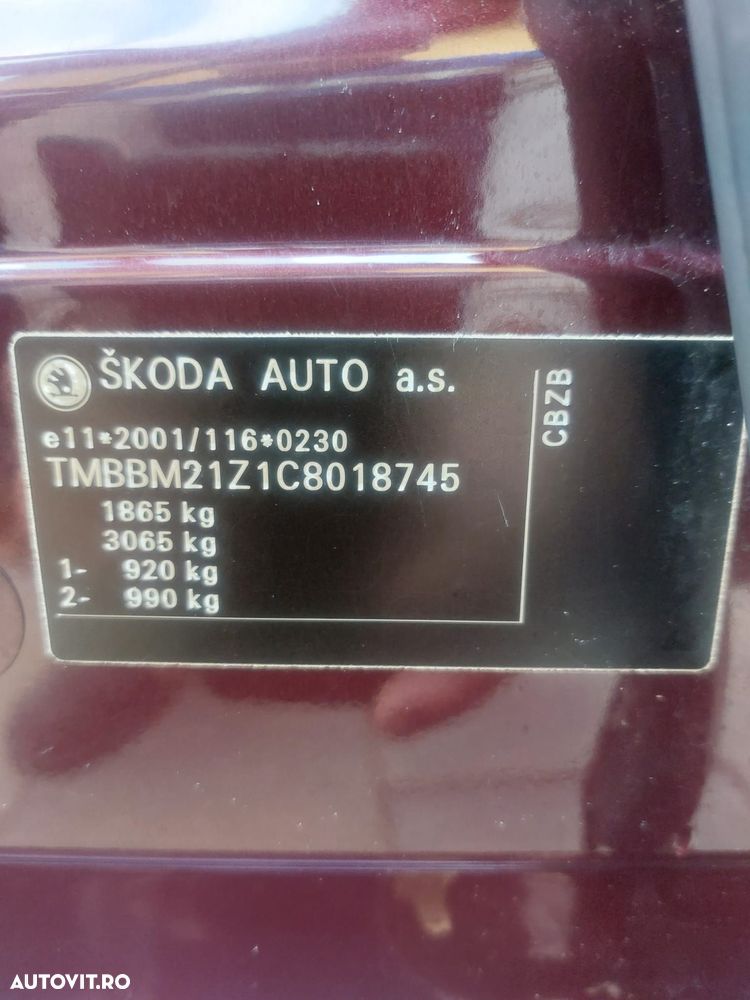 ŠKODA AUTO a.s.
e11*2001/116*0230
TMBBM21Z1C8018745
1865 kg
3065 kg
1- 920 kg
2- 990 kg
CBZB
AUTOVIT.RO